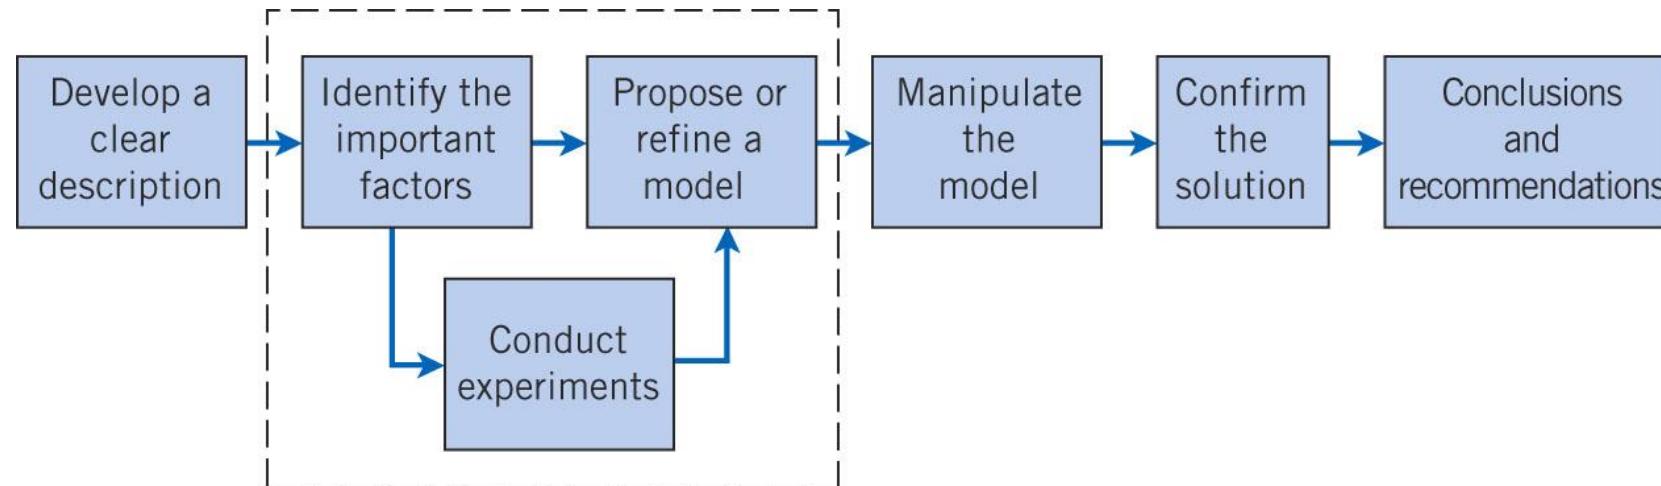 Develop a
clear
description
Identify the
important
factors
Propose or
refine a
model
Manipulate
the
model
Confirm
the
solution
Conclusions
and
recommendations
Conduct
experiments